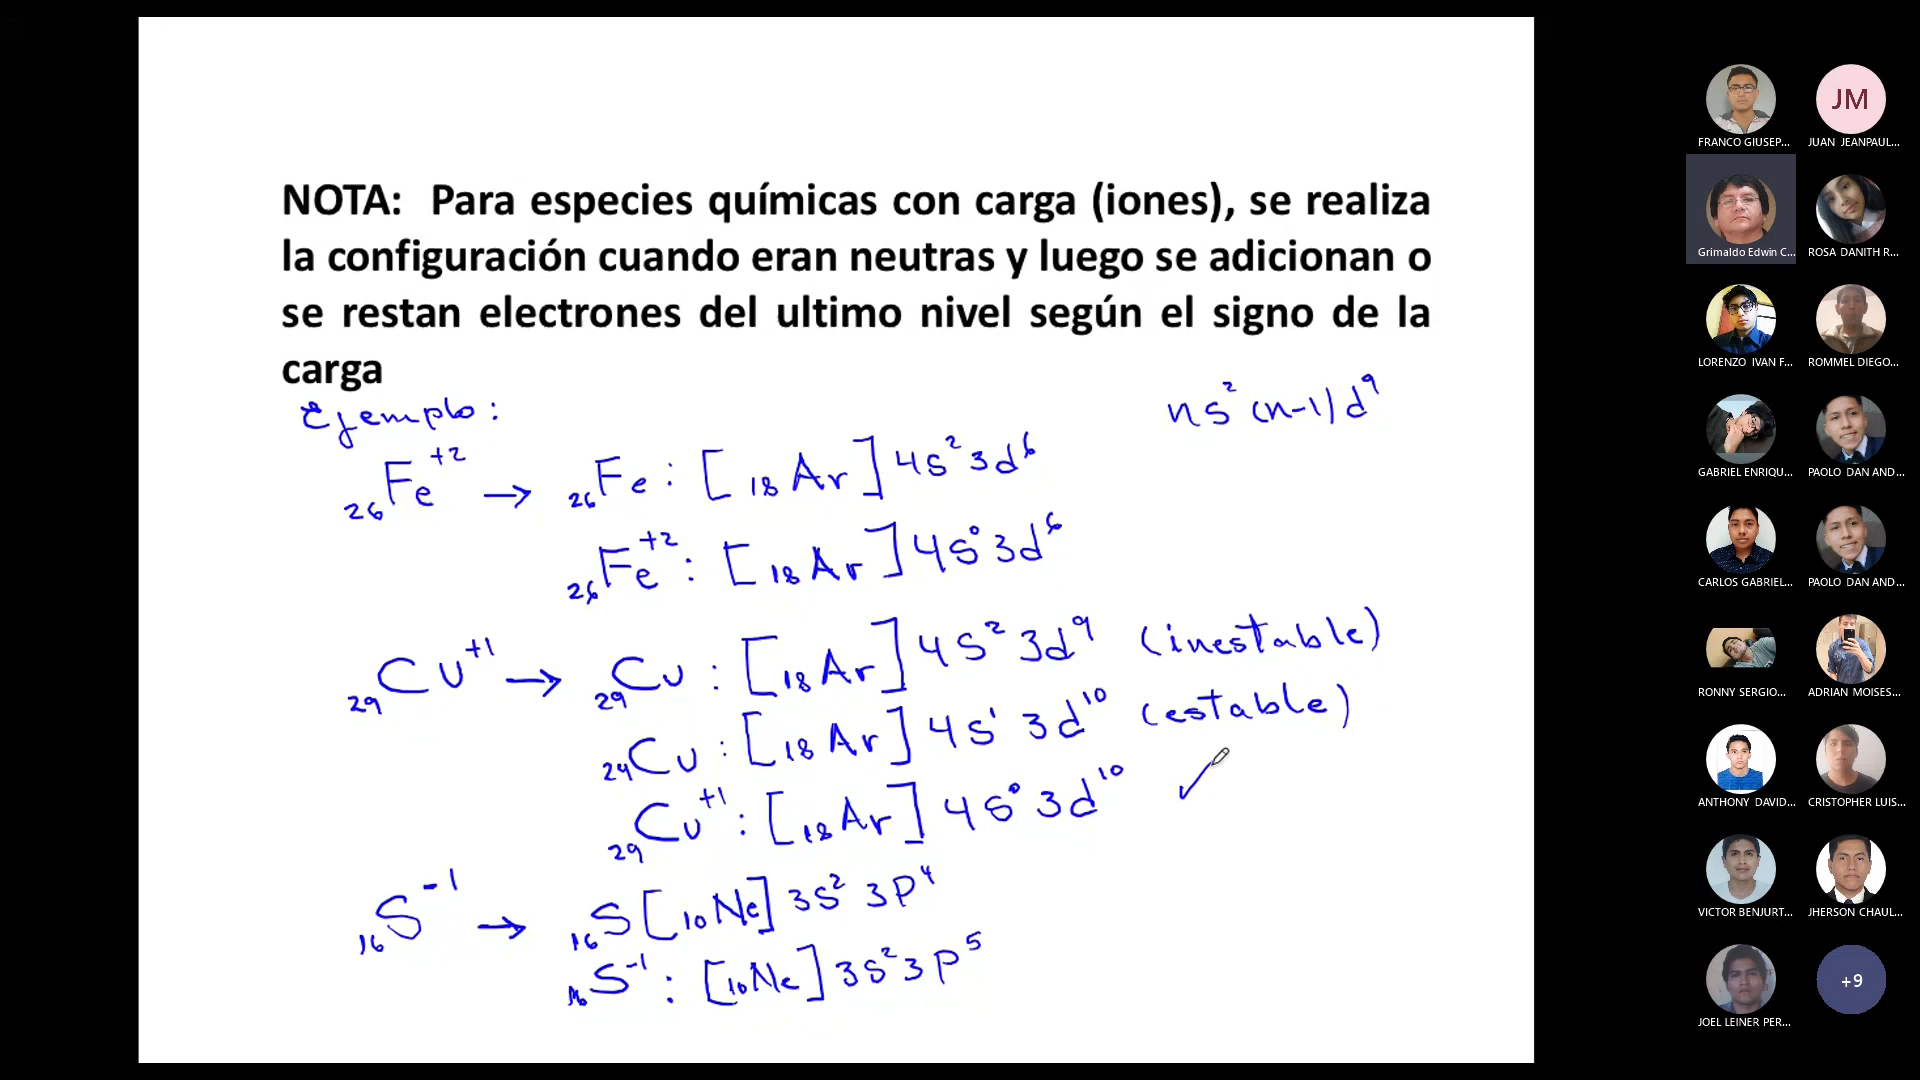 NOTA: Para especies químicas con carga (iones), se realiza
la configuración cuando eran neutras y luego se adicionan o
se restan electrones del ultimo nivel según el signo de la
carga
Ejemplo:
ns² (n-1)d⁹
₂₆Fe⁺² → ₂₆Fe : [₁₈Ar] 4s² 3d⁶
₂₆Fe⁺² : [₁₈Ar] 4s⁰ 3d⁶
₂₉Cu⁺¹ → ₂₉Cu : [₁₈Ar] 4s² 3d⁹ (inestable)
₂₉Cu : [₁₈Ar] 4s¹ 3d¹⁰ (estable)
₂₉Cu⁺¹ : [₁₈Ar] 4s⁰ 3d¹⁰ ✓
₁₆S⁻¹ → ₁₆S [₁₀Ne] 3s² 3p⁴
₁₆S⁻¹ : [₁₀Ne] 3s² 3p⁵
JM
FRANCO GIUSEP...
JUAN JEANPAUL...
Grimaldo Edwin C...
ROSA DANITH R...
LORENZO IVAN F...
ROMMEL DIEGO...
GABRIEL ENRIQU...
PAOLO DAN AND...
CARLOS GABRIEL...
PAOLO DAN AND...
RONNY SERGIO...
ADRIAN MOISES...
ANTHONY DAVID...
CRISTOPHER LUIS...
VICTOR BENJURT...
JHERSON CHAUL...
JOEL LEINER PER...
+9